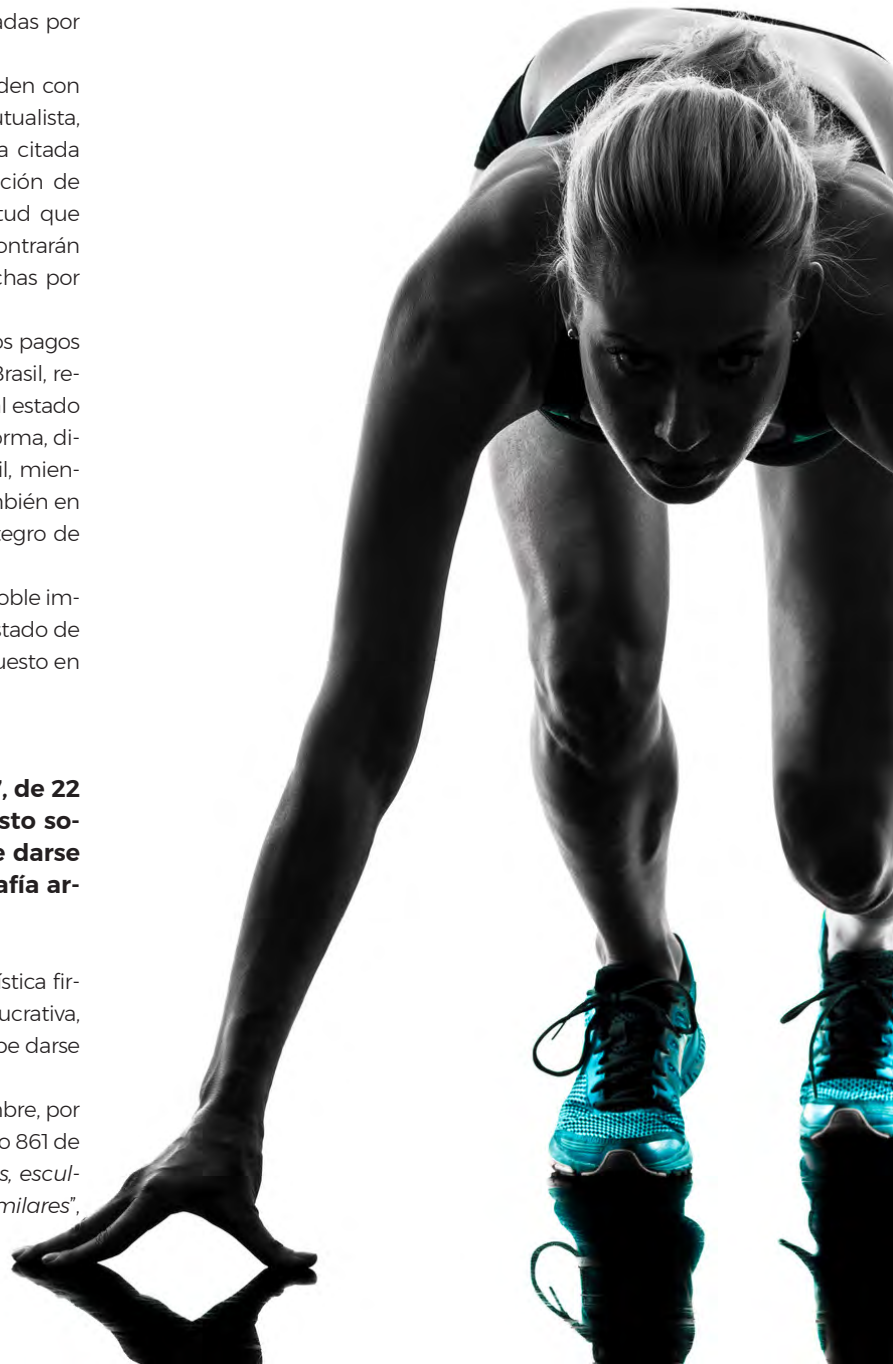 adas por
den con
utualista,
a citada
ción de
tud que
ontrarán
chas por
os pagos
Brasil, re-
l estado
orma, di-
il, mien-
mbién en
tegro de
oble im-
stado de
uesto en
, de 22
sto so-
e darse
afía ar-
ística fir-
ucrativa,
be darse
mbre, por
o 861 de
s, escul-
milares”,